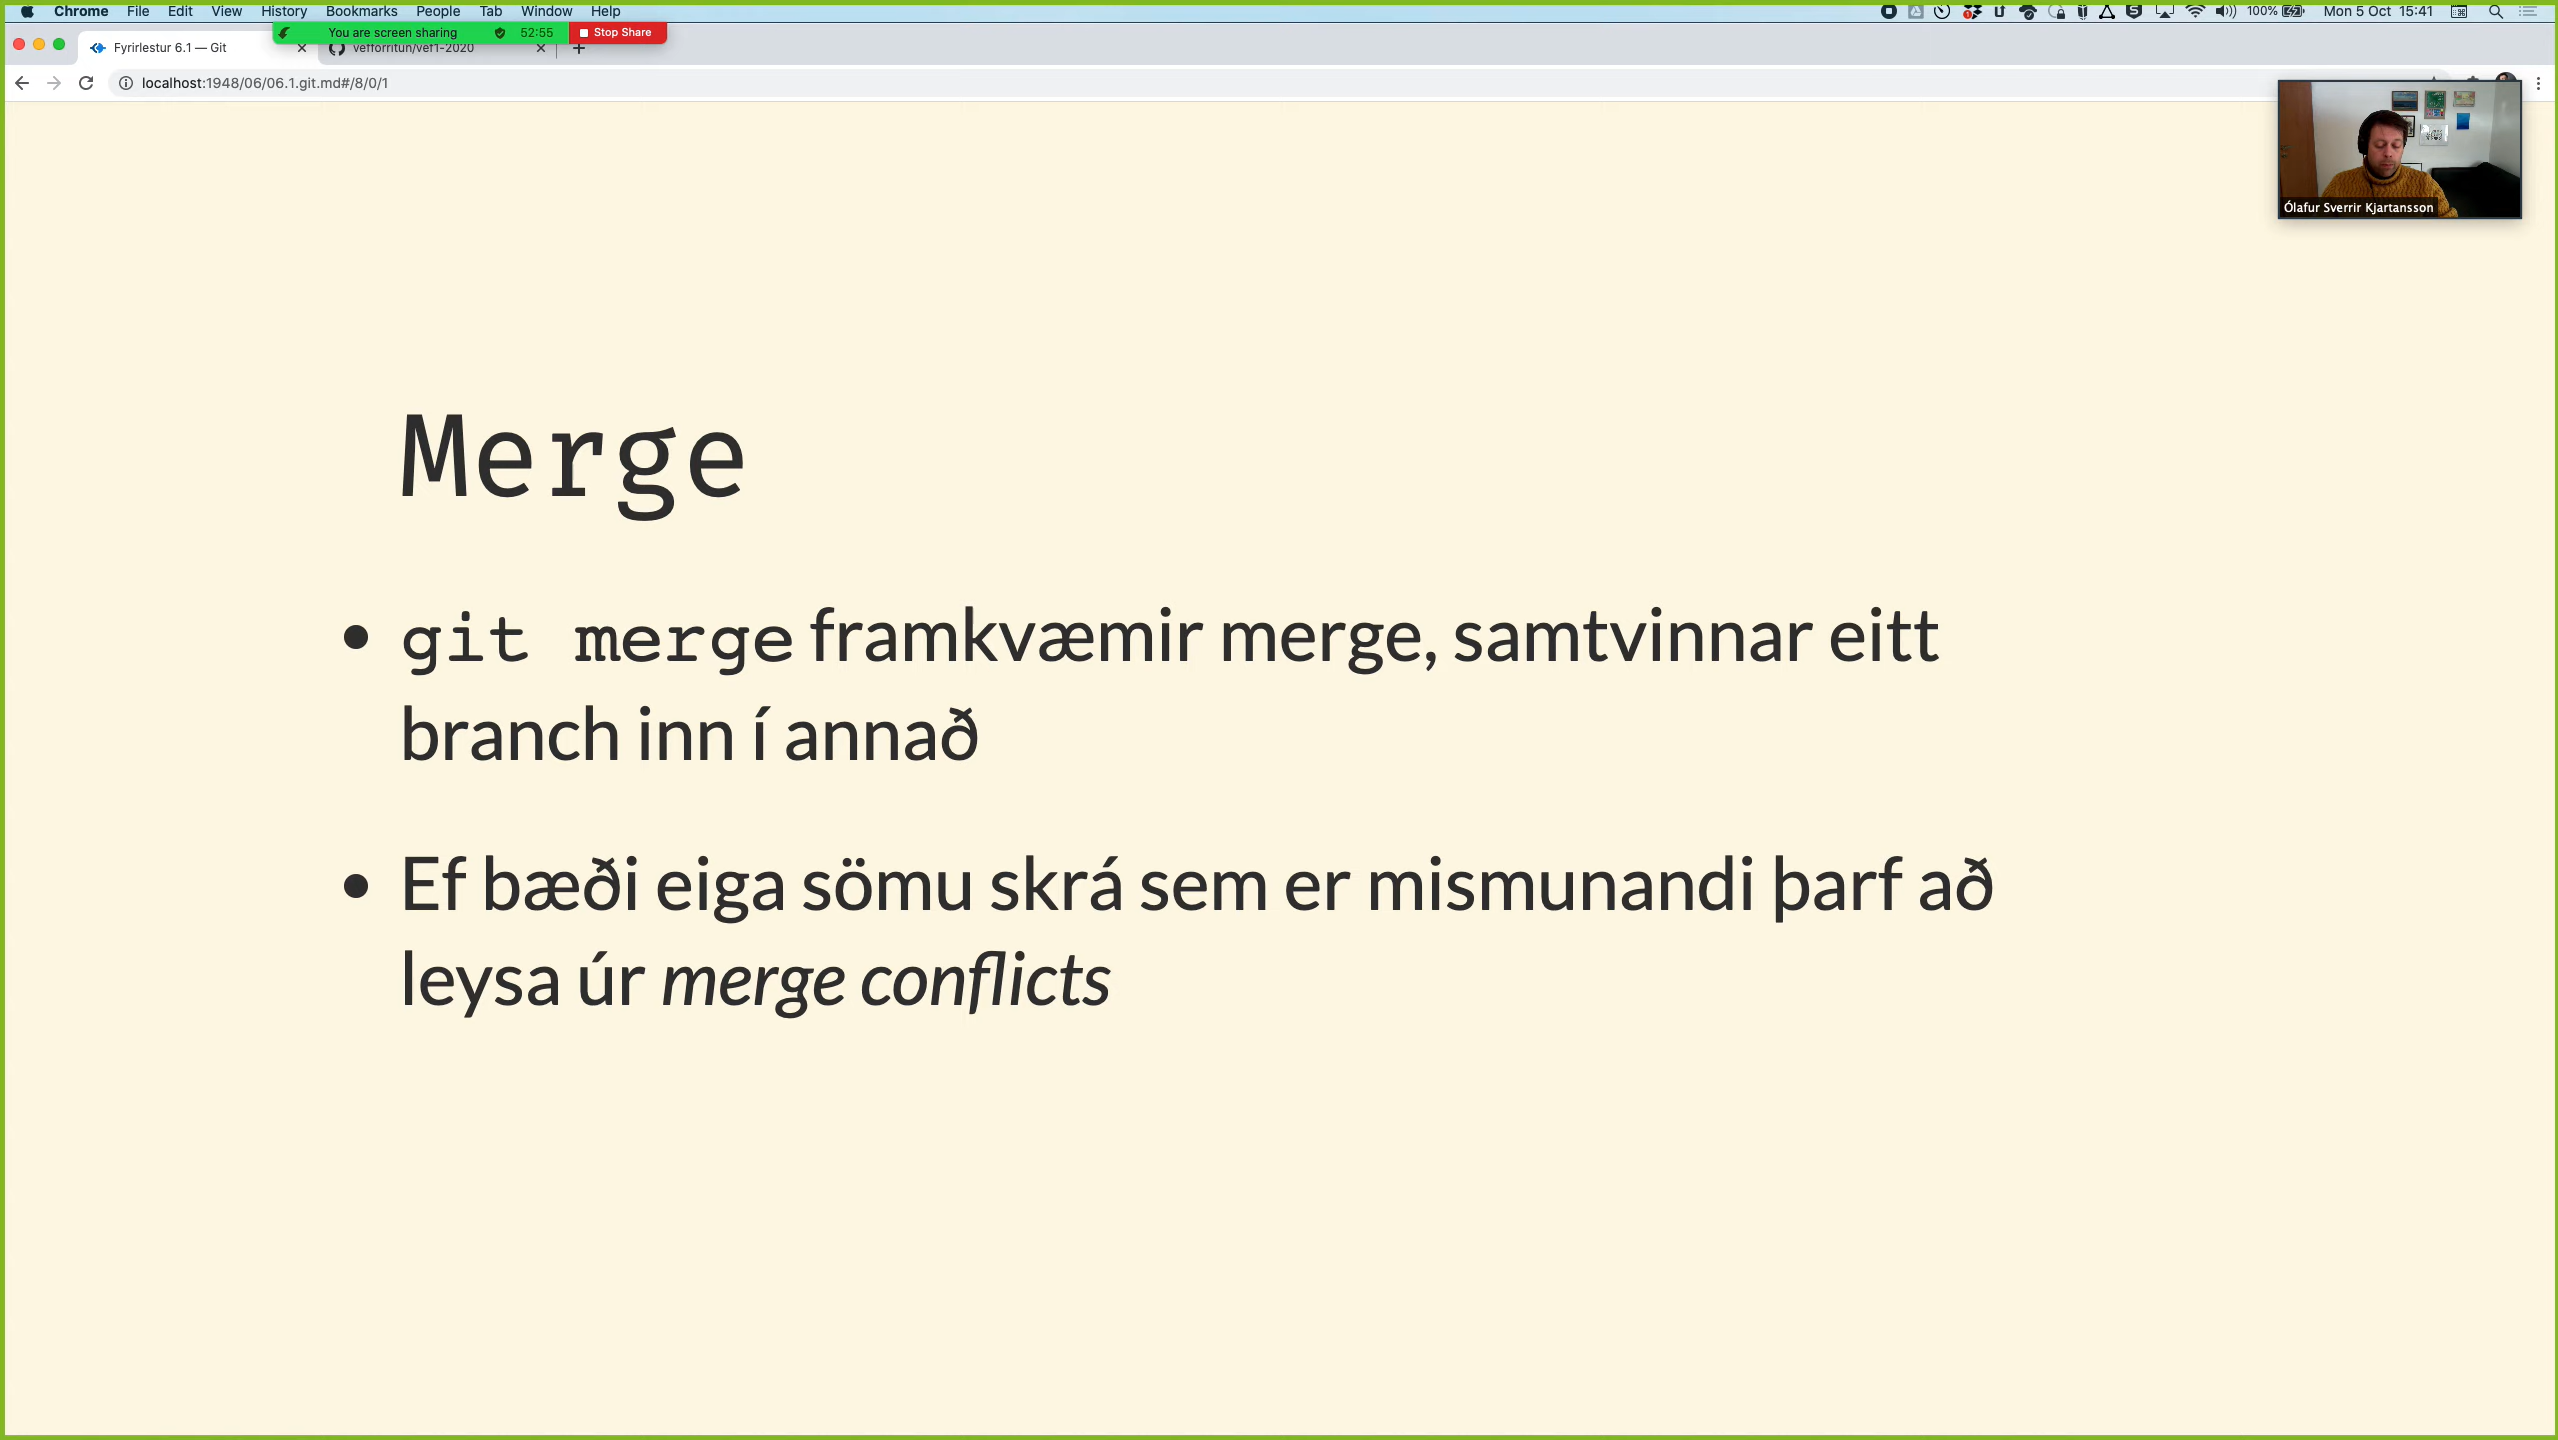 Chrome File Edit View History Bookmarks People Tab Window Help
100% Mon 5 Oct 15:41
You are screen sharing 52:55 Stop Share
Fyrirlestur 6.1 — Git
vefforritun/vef1-2020
localhost:1948/06/06.1.git.md#/8/0/1
Ólafur Sverrir Kjartansson
Merge
• git merge framkvæmir merge, samtvinnar eitt
branch inn í annað
• Ef bæði eiga sömu skrá sem er mismunandi þarf að
leysa úr merge conflicts